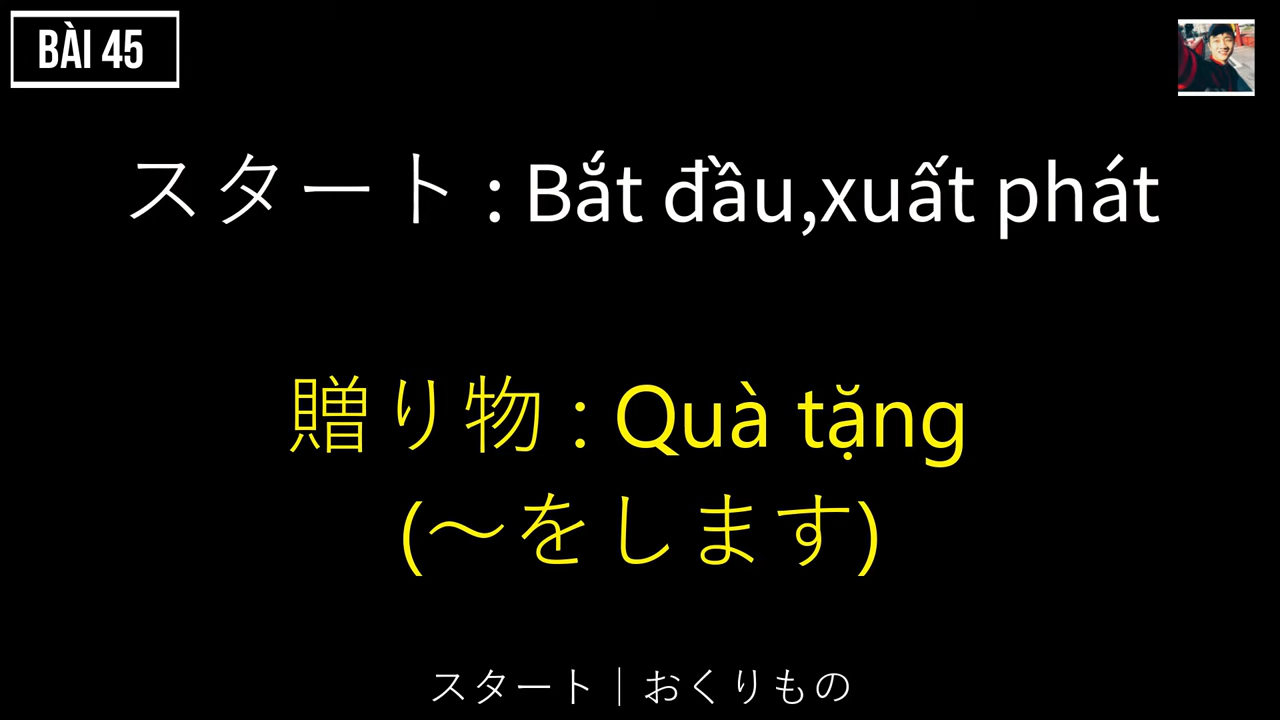 BÀI 45
スタート : Bắt đầu,xuất phát
贈り物 : Quà tặng
(～をします)
スタート｜おくりもの